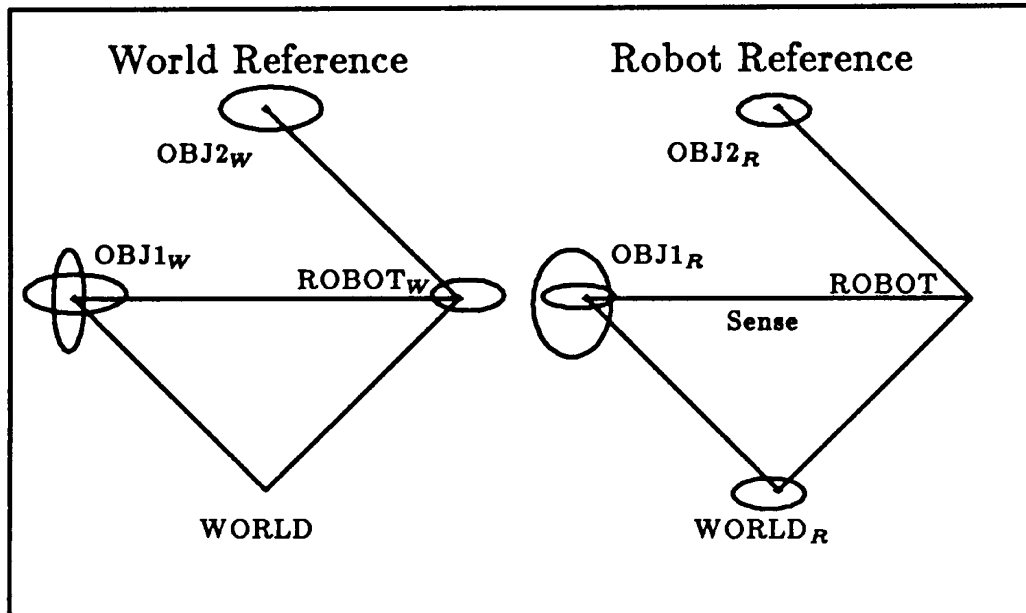 World Reference
OBJ2W
OBJ1W
ROBOTW
WORLD
Robot Reference
OBJ2R
OBJ1R
ROBOT
Sense
WORLDR